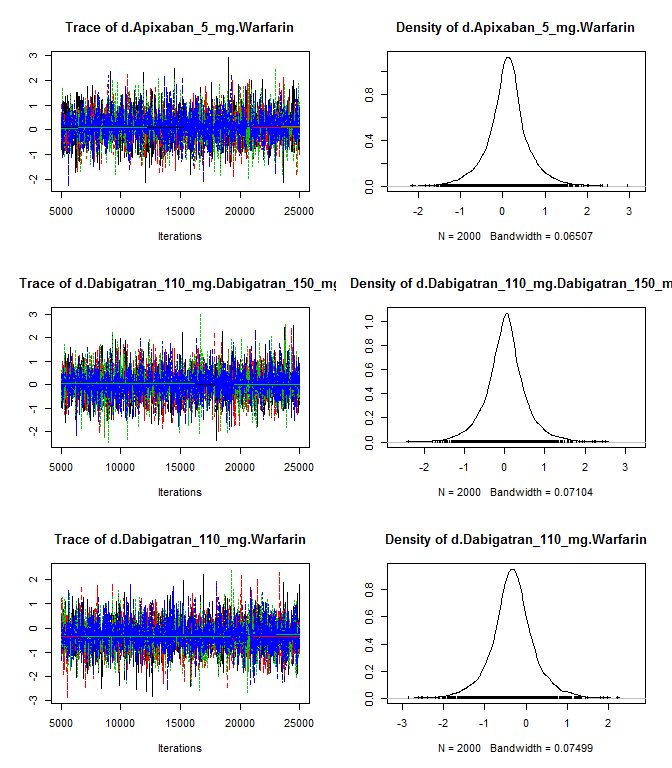 Trace of d.Apixaban_5_mg.Warfarin
3
2
1
0
-1
-2
5000 10000 15000 20000 25000
Iterations
Density of d.Apixaban_5_mg.Warfarin
0.8
0.4
0.0
-2 -1 0 1 2 3
N = 2000 Bandwidth = 0.06507
Trace of d.Dabigatran_110_mg.Dabigatran_150_mg
3
2
1
0
-1
-2
5000 10000 15000 20000 25000
Iterations
Density of d.Dabigatran_110_mg.Dabigatran_150_m
1.0
0.8
0.6
0.4
0.2
0.0
-2 -1 0 1 2 3
N = 2000 Bandwidth = 0.07104
Trace of d.Dabigatran_110_mg.Warfarin
2
1
0
-1
-2
-3
5000 10000 15000 20000 25000
Iterations
Density of d.Dabigatran_110_mg.Warfarin
0.8
0.6
0.4
0.2
0.0
-3 -2 -1 0 1 2
N = 2000 Bandwidth = 0.07499